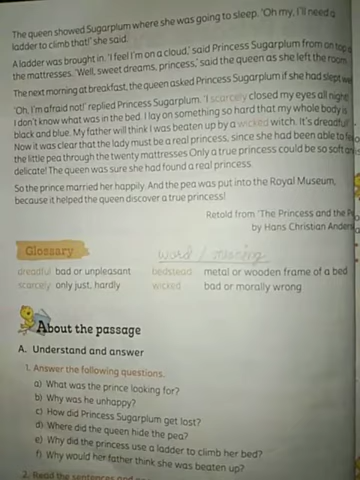 The queen showed Sugarplum where she was going to sleep. 'Oh my, I'll need a
ladder to climb that!' she said.
A ladder was brought in. 'I feel I'm on a cloud,' said Princess Sugarplum from on top
the mattresses. 'Well, sweet dreams, princess,' said the queen as she left the room.
The next morning at breakfast, the queen asked Princess Sugarplum if she had slept
'Oh, I'm afraid not!' replied Princess Sugarplum. 'I scarcely closed my eyes all night.
I don't know what was in the bed. I lay on something so hard that my whole body is
black and blue. My father will think I was beaten up by a wicked witch. It's dreadful!'
Now it was clear that the lady must be a real princess, since she had been able to
the little pea through the twenty mattresses Only a true princess could be so soft
delicate! The queen was sure she had found a real princess.
So the prince married her happily. And the pea was put into the Royal Museum,
because it helped the queen discover a true princess!
Retold from 'The Princess and the
by Hans Christian
Glossary word / meaning
dreadful bad or unpleasant bedstead metal or wooden frame of a bed
scarcely only just, hardly wicked bad or morally wrong
About the passage
A. Understand and answer
1. Answer the following questions.
a) What was the prince looking for?
b) Why was he unhappy?
c) How did Princess Sugarplum get lost?
d) Where did the queen hide the pea?
e) Why did the princess use a ladder to climb her bed?
f) Why would her father think she was beaten up?
2. Read the sentences and